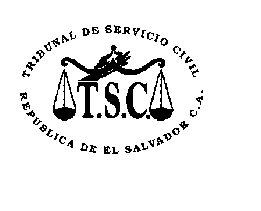 TRIBUNAL DE SERVICIO CIVIL
T.S.C.
REPUBLICA DE EL SALVADOR C.A.